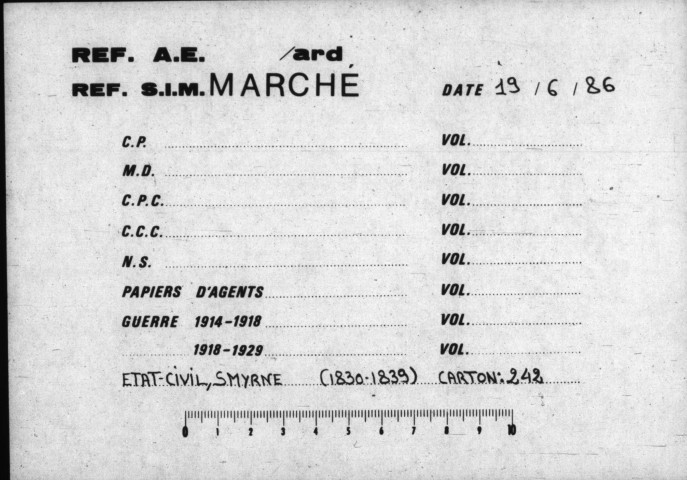 REF. A.E. /ard
REF. S.I.M. MARCHÉ DATE 19 / 6 / 86
C.P. VOL.
M.D. VOL.
C.P.C. VOL.
C.C.C. VOL.
N.S. VOL.
PAPIERS D'AGENTS VOL.
GUERRE 1914-1918 VOL.
1918-1929 VOL.
ETAT-CIVIL, SMYRNE (1830-1839) CARTON: 242
0 1 2 3 4 5 6 7 8 9 10